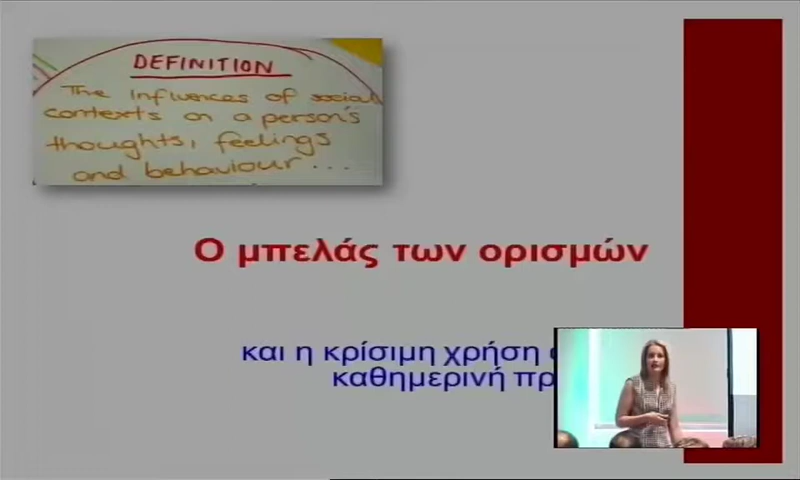 DEFINITION
The influences of social
contexts on a person's
thoughts, feelings
and behaviour...
Ο μπελάς των ορισμών
και η κρίσιμη χρήση
καθημερινή